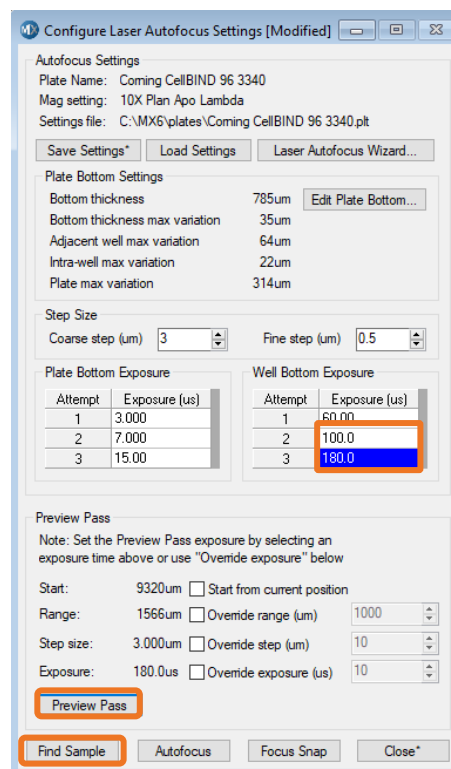 Configure Laser Autofocus Settings [Modified]
Autofocus Settings
Plate Name: Corning CellBIND 96 3340
Mag setting: 10X Plan Apo Lambda
Settings file: C:\MX6\plates\Corning CellBIND 96 3340.plt
Save Settings* Load Settings Laser Autofocus Wizard...
Plate Bottom Settings
Bottom thickness 785um Edit Plate Bottom...
Bottom thickness max variation 35um
Adjacent well max variation 64um
Intra-well max variation 22um
Plate max variation 314um
Step Size
Coarse step (um) 3 Fine step (um) 0.5
Plate Bottom Exposure Well Bottom Exposure
Attempt Exposure (us) Attempt Exposure (us)
1 3.000 1 60.00
2 7.000 2 100.0
3 15.00 3 180.0
Preview Pass
Note: Set the Preview Pass exposure by selecting an
exposure time above or use "Override exposure" below
Start: 9320um Start from current position
Range: 1566um Override range (um) 1000
Step size: 3.000um Override step (um) 10
Exposure: 180.0us Override exposure (us) 10
Preview Pass
Find Sample Autofocus Focus Snap Close*